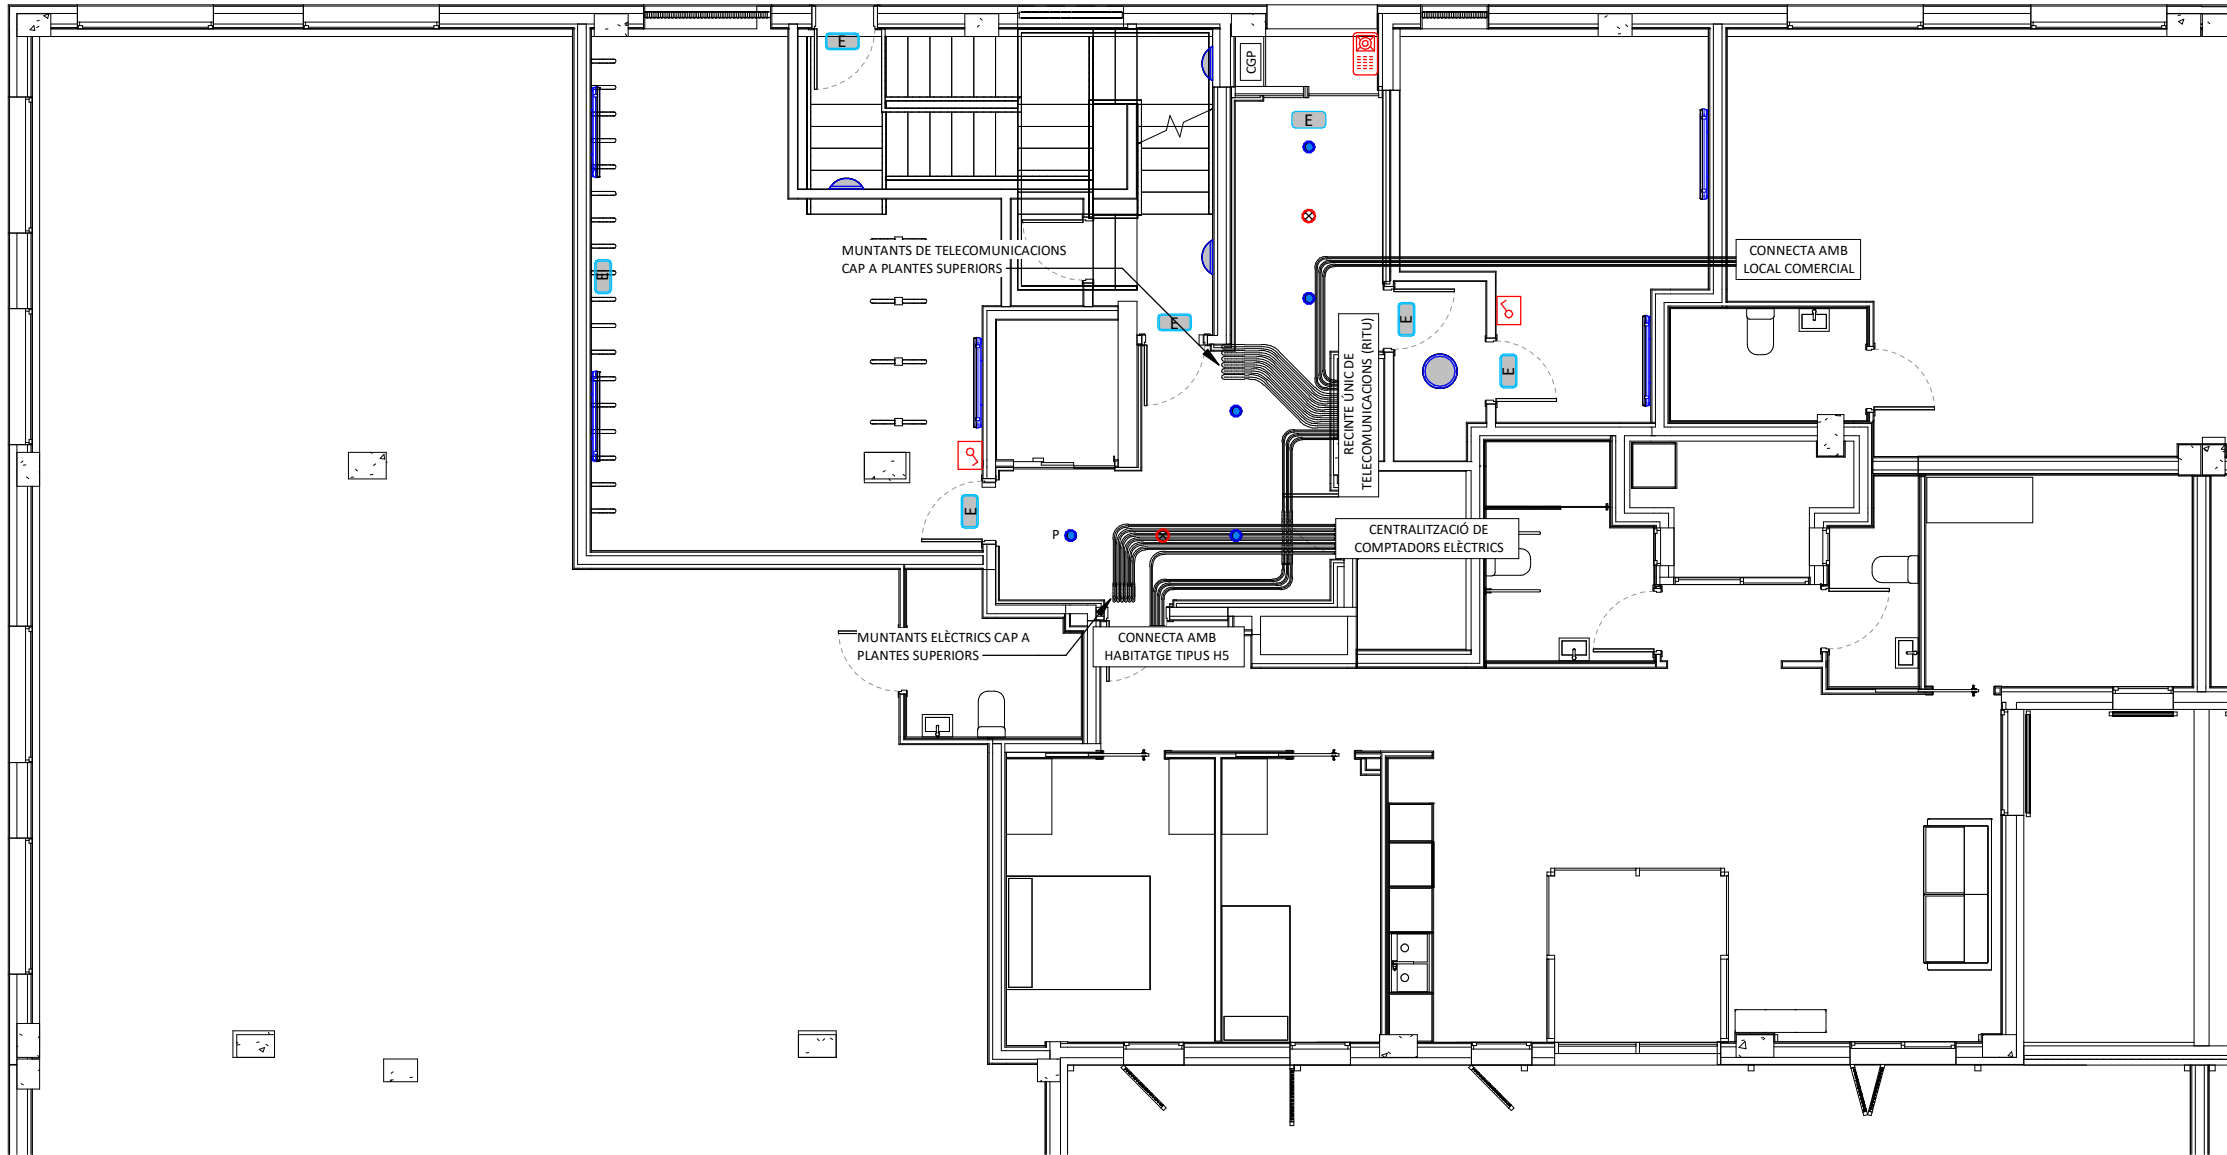 E
CGP
E
E
MUNTANTS DE TELECOMUNICACIONS
CAP A PLANTES SUPERIORS
CONNECTA AMB
LOCAL COMERCIAL
E
E
RECINTE ÚNIC DE
TELECOMUNICACIONS (RITU)
E
E
P
CENTRALITZACIÓ DE
COMPTADORS ELÈCTRICS
MUNTANTS ELÈCTRICS CAP A
PLANTES SUPERIORS
CONNECTA AMB
HABITATGE TIPUS H5